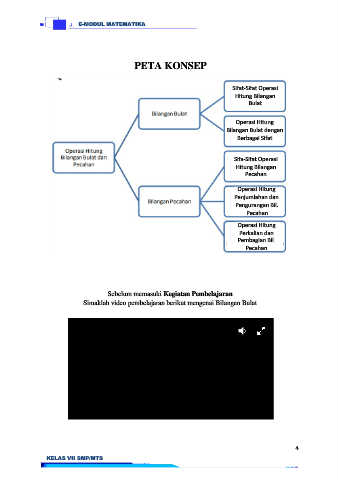 E-MODUL MATEMATIKA
PETA KONSEP
Operasi Hitung
Bilangan Bulat dan
Pecahan
Bilangan Bulat
Bilangan Pecahan
Sifat-Sifat Operasi
Hitung Bilangan
Bulat
Operasi Hitung
Bilangan Bulat dengan
Berbagai Sifat
Sifa-Sifat Operasi
Hitung Bilangan
Pecahan
Operasi Hitung
Penjumlahan dan
Pengurangan Bil.
Pecahan
Operasi Hitung
Perkalian dan
Pembagian Bil
Pecahan
Sebelum memasuki Kegiatan Pembelajaran
Simaklah video pembelajaran berikut mengenai Bilangan Bulat
4
KELAS VII SMP/MTS